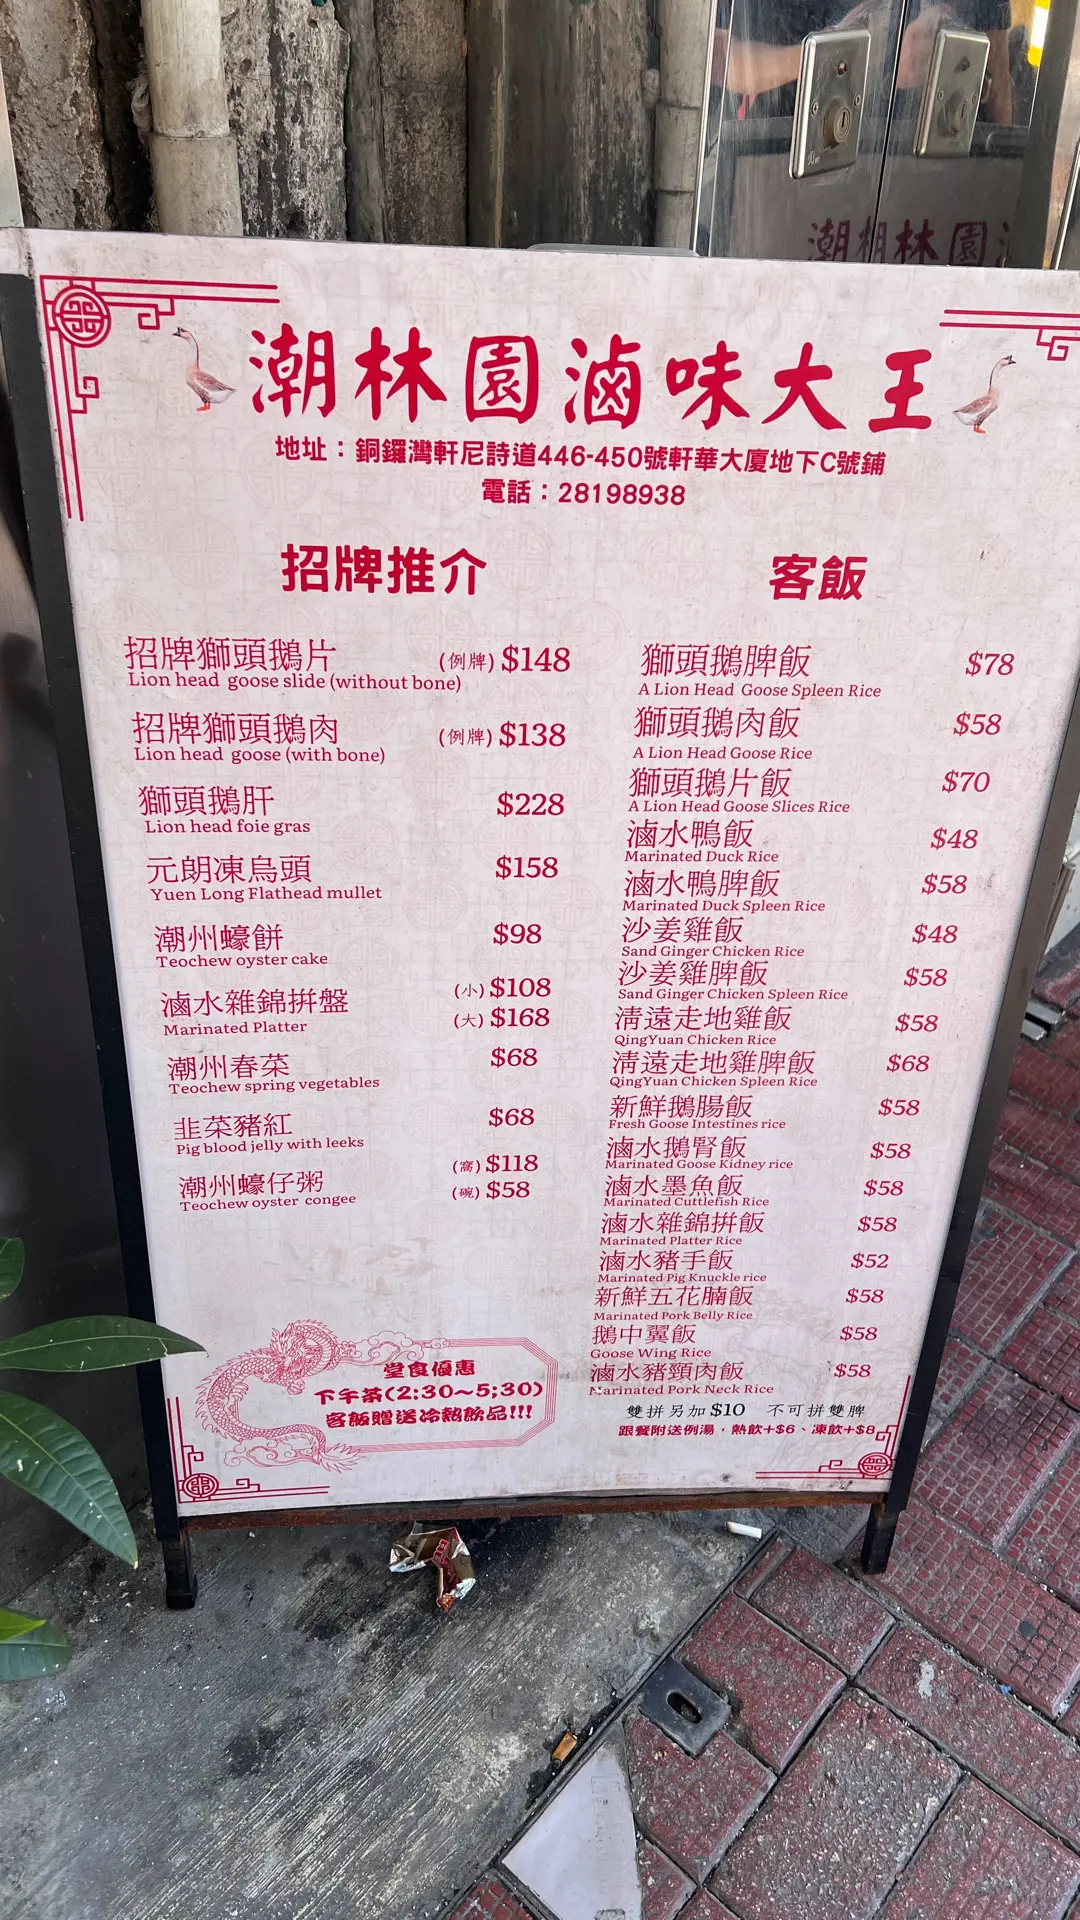 潮林園滷味大王
地址：銅鑼灣軒尼詩道446-450號軒華大廈地下C號鋪
電話：28198938
招牌推介
招牌獅頭鵝片 (例牌) $148
Lion head goose slide (without bone)
招牌獅頭鵝肉 (例牌) $138
Lion head goose (with bone)
獅頭鵝肝 $228
Lion head foie gras
元朗凍烏頭 $158
Yuen Long Flathead mullet
潮州蠔餅 $98
Teochew oyster cake
滷水雜錦拼盤 (小) $108
(大) $168
Marinated Platter
潮州春菜 $68
Teochew spring vegetables
韭菜豬紅 $68
Pig blood jelly with leeks
潮州蠔仔粥 (窩) $118
(碗) $58
Teochew oyster congee
堂食優惠
下午茶(2:30~5;30)
客飯贈送冷熱飲品!!!
客飯
獅頭鵝脾飯 $78
A Lion Head Goose Spleen Rice
獅頭鵝肉飯 $58
A Lion Head Goose Rice
獅頭鵝片飯 $70
A Lion Head Goose Slices Rice
滷水鴨飯 $48
Marinated Duck Rice
滷水鴨脾飯 $58
Marinated Duck Spleen Rice
沙姜雞飯 $48
Sand Ginger Chicken Rice
沙姜雞脾飯 $58
Sand Ginger Chicken Spleen Rice
清遠走地雞飯 $58
QingYuan Chicken Rice
清遠走地雞脾飯 $68
QingYuan Chicken Spleen Rice
新鮮鵝腸飯 $58
Fresh Goose Intestines rice
滷水鵝腎飯 $58
Marinated Goose Kidney rice
滷水墨魚飯 $58
Marinated Cuttlefish Rice
滷水雜錦拼飯 $58
Marinated Platter Rice
滷水豬手飯 $52
Marinated Pig Knuckle rice
新鮮五花腩飯 $58
Marinated Pork Belly Rice
鵝中翼飯 $58
Goose Wing Rice
滷水豬頸肉飯 $58
Marinated Pork Neck Rice
雙拼另加$10 不可拼雙脾
跟餐附送例湯，熱飲+$6、凍飲+$8